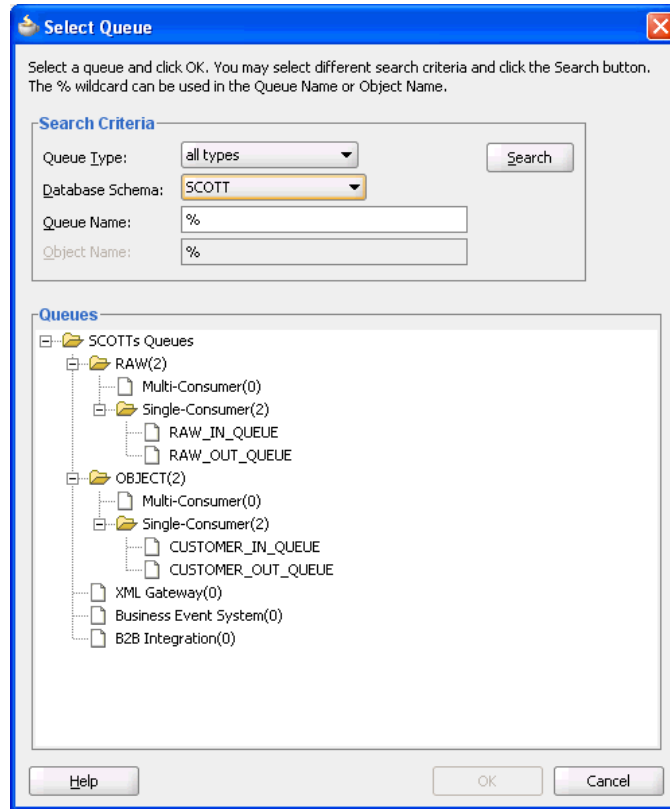 Select Queue
Select a queue and click OK. You may select different search criteria and click the Search button.
The % wildcard can be used in the Queue Name or Object Name.
Search Criteria
Queue Type: all types Search
Database Schema: SCOTT
Queue Name: %
Object Name: %
Queues
SCOTTs Queues
RAW(2)
Multi-Consumer(0)
Single-Consumer(2)
RAW_IN_QUEUE
RAW_OUT_QUEUE
OBJECT(2)
Multi-Consumer(0)
Single-Consumer(2)
CUSTOMER_IN_QUEUE
CUSTOMER_OUT_QUEUE
XML Gateway(0)
Business Event System(0)
B2B Integration(0)
Help OK Cancel